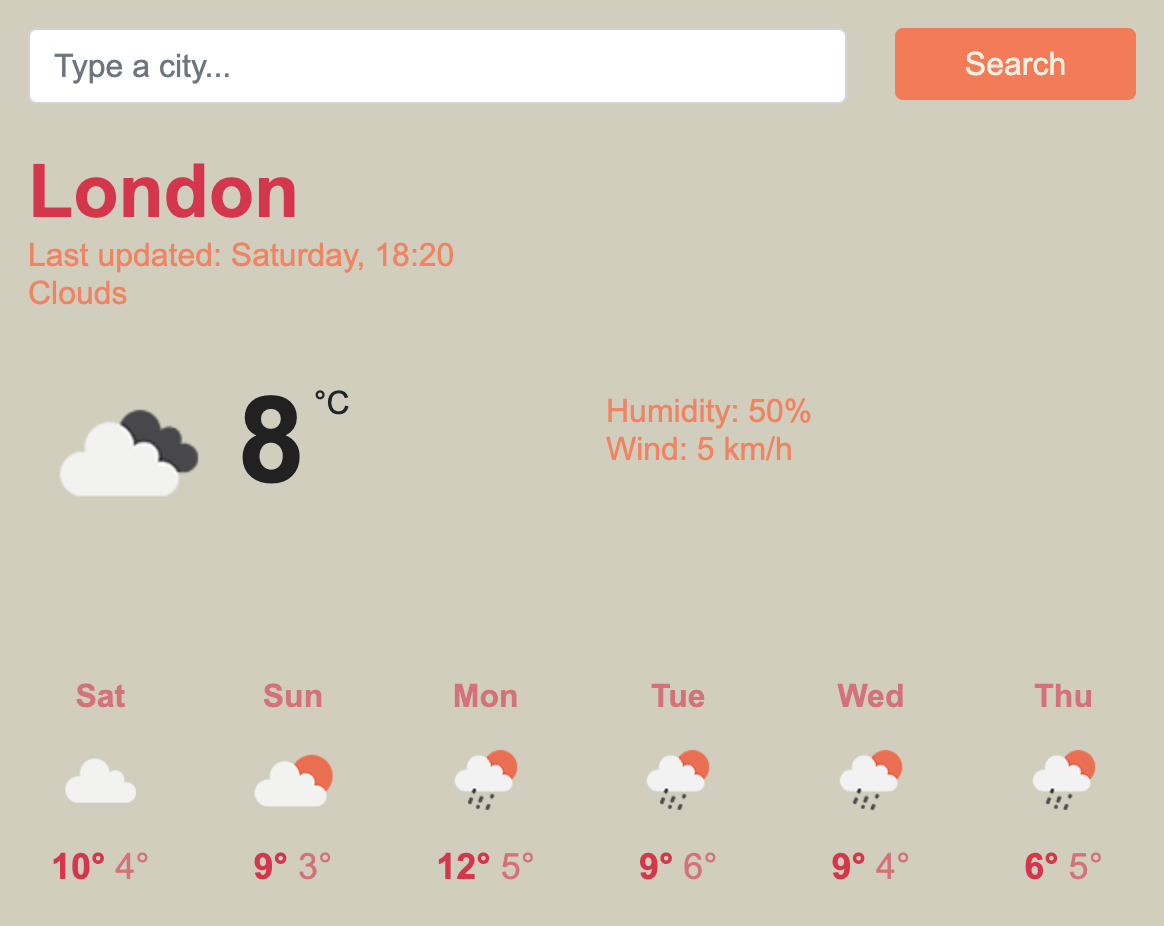 Type a city...
Search
London
Last updated: Saturday, 18:20
Clouds
8 °C
Humidity: 50%
Wind: 5 km/h
Sat Sun Mon Tue Wed Thu
10° 4° 9° 3° 12° 5° 9° 6° 9° 4° 6° 5°